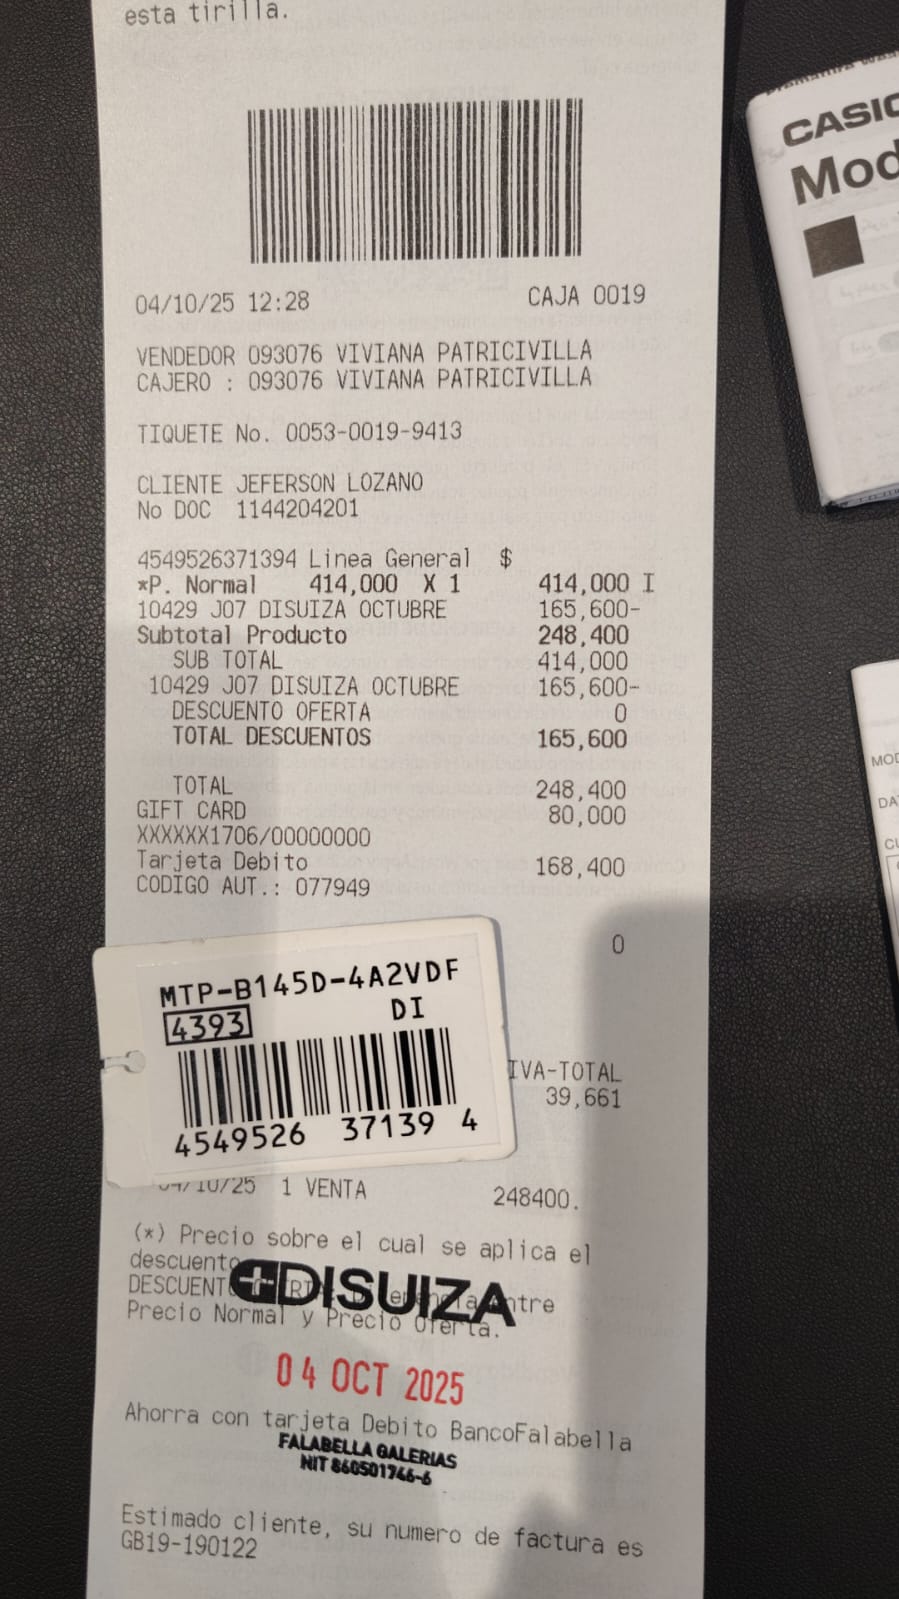 esta tirilla.
04/10/25 12:28 CAJA 0019
VENDEDOR 093076 VIVIANA PATRICIVILLA
CAJERO : 093076 VIVIANA PATRICIVILLA
TIQUETE No. 0053-0019-9413
CLIENTE JEFERSON LOZANO
No DOC 1144204201
4549526371394 Linea General $
*P. Normal 414,000 X 1 414,000 I
10429 J07 DISUIZA OCTUBRE 165,600-
Subtotal Producto 248,400
SUB TOTAL 414,000
10429 J07 DISUIZA OCTUBRE 165,600-
DESCUENTO OFERTA 0
TOTAL DESCUENTOS 165,600
TOTAL 248,400
GIFT CARD 80,000
XXXXXX1706/00000000
Tarjeta Debito 168,400
CODIGO AUT.: 077949
0
MTP-B145D-4A2VDF
4393 DI
4549526 37139 4
IVA-TOTAL
39,661
04/10/25 1 VENTA 248400.
(*) Precio sobre el cual se aplica el
descuento
DISUIZA
entre
Precio Normal y Precio Oferta.
04 OCT 2025
Ahorra con tarjeta Debito BancoFalabella
FALABELLA GALERIAS
NIT 860501746-6
Estimado cliente, su numero de factura es
GB19-190122
CASIO